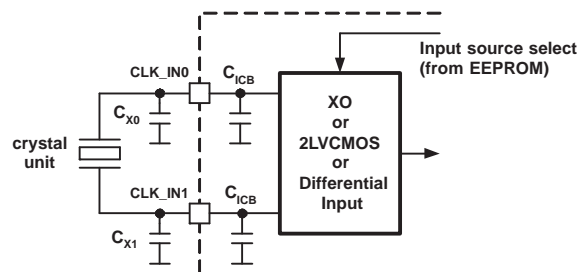 Input source select
(from EEPROM)
CLK_IN0
CICB
CX0
XO
or
2LVCMOS
or
Differential
Input
crystal
unit
CLK_IN1
CICB
CX1